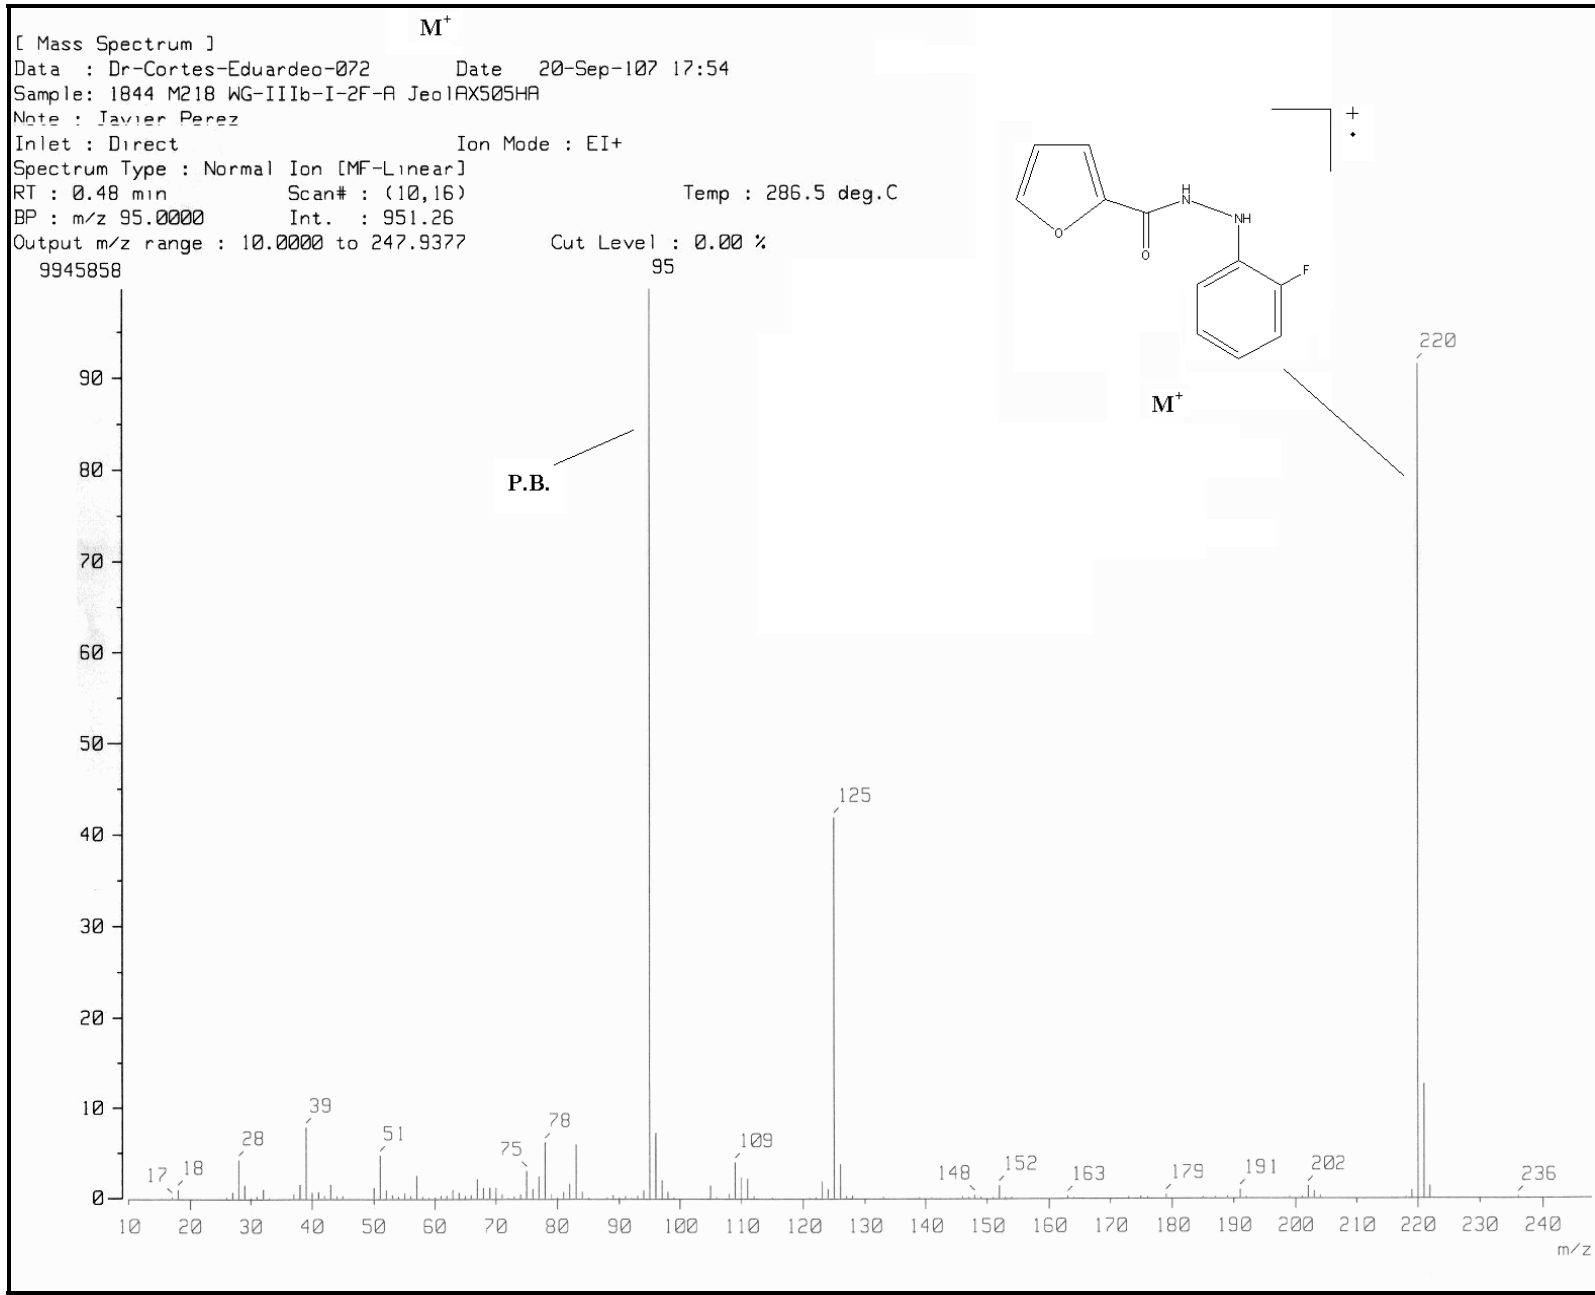 M⁺
[ Mass Spectrum ]
Data : Dr-Cortes-Eduardeo-072 Date 20-Sep-107 17:54
Sample: 1844 M218 WG-IIIb-I-2F-A JeolAX505HA
Note : Javier Perez
Inlet : Direct Ion Mode : EI+
Spectrum Type : Normal Ion [MF-Linear]
RT : 0.48 min Scan# : (10,16) Temp : 286.5 deg.C
BP : m/z 95.0000 Int. : 951.26
Output m/z range : 10.0000 to 247.9377 Cut Level : 0.00 %
9945858
95
+
•
H
N
NH
O
O
F
220
M⁺
P.B.
90
80
70
60
50
40
30
20
10
0
125
17
18
28
39
51
75
78
109
148
152
163
179
191
202
236
10 20 30 40 50 60 70 80 90 100 110 120 130 140 150 160 170 180 190 200 210 220 230 240
m/z